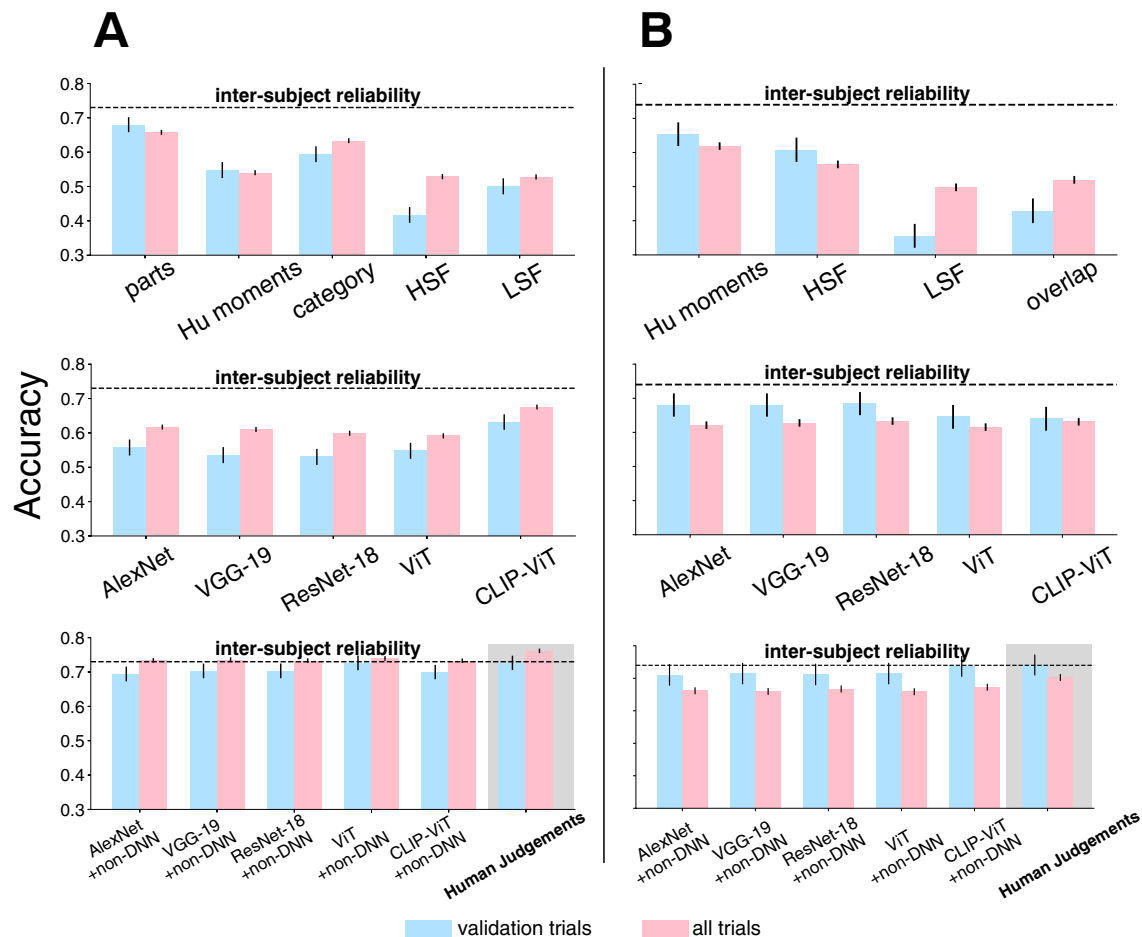 A
B
0.8
0.7
0.6
0.5
0.4
0.3
inter-subject reliability
parts
Hu moments
category
HSF
LSF
inter-subject reliability
Hu moments
HSF
LSF
overlap
Accuracy
0.8
0.7
0.6
0.5
0.4
0.3
inter-subject reliability
AlexNet
VGG-19
ResNet-18
ViT
CLIP-ViT
inter-subject reliability
AlexNet
VGG-19
ResNet-18
ViT
CLIP-ViT
0.8
0.7
0.6
0.5
0.4
0.3
inter-subject reliability
AlexNet
+non-DNN
VGG-19
+non-DNN
ResNet-18
+non-DNN
ViT
+non-DNN
CLIP-ViT
+non-DNN
Human Judgements
inter-subject reliability
AlexNet
+non-DNN
VGG-19
+non-DNN
ResNet-18
+non-DNN
ViT
+non-DNN
CLIP-ViT
+non-DNN
Human Judgements
validation trials
all trials